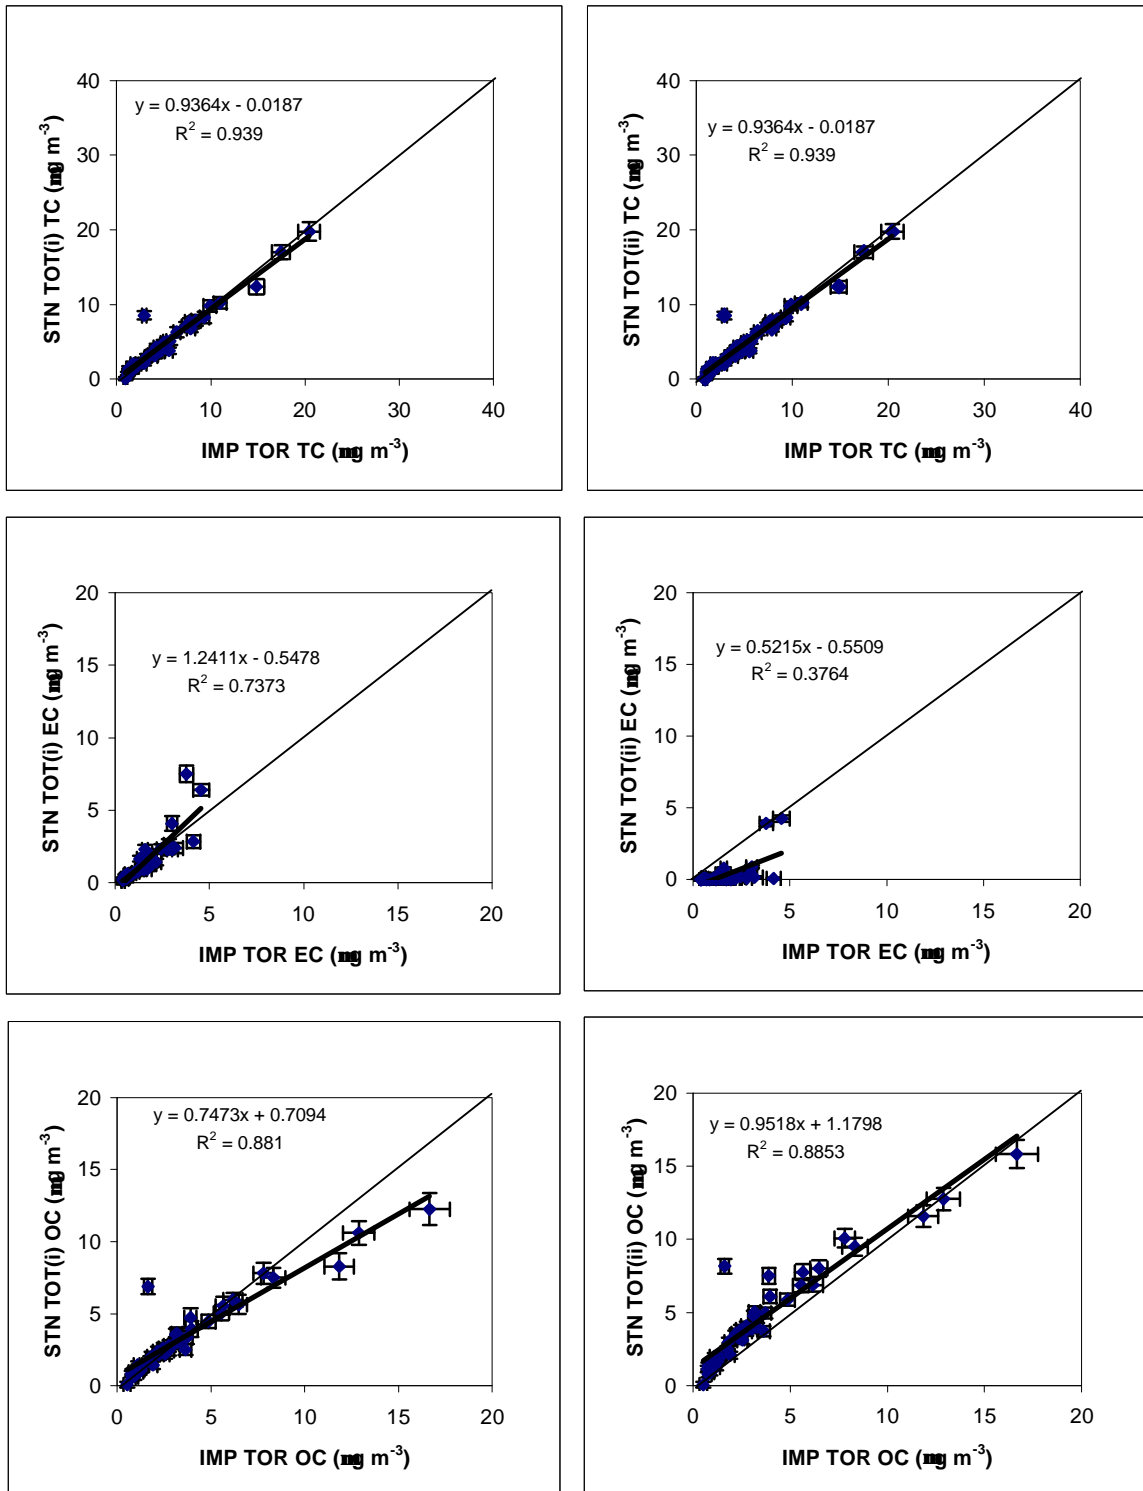 STN TOT(i) TC (mg m⁻³)
y = 0.9364x - 0.0187
R² = 0.939
40
30
20
10
0
0 10 20 30 40
IMP TOR TC (mg m⁻³)
STN TOT(ii) TC (mg m⁻³)
y = 0.9364x - 0.0187
R² = 0.939
40
30
20
10
0
0 10 20 30 40
IMP TOR TC (mg m⁻³)
STN TOT(i) EC (mg m⁻³)
y = 1.2411x - 0.5478
R² = 0.7373
20
15
10
5
0
0 5 10 15 20
IMP TOR EC (mg m⁻³)
STN TOT(ii) EC (mg m⁻³)
y = 0.5215x - 0.5509
R² = 0.3764
20
15
10
5
0
0 5 10 15 20
IMP TOR EC (mg m⁻³)
STN TOT(i) OC (mg m⁻³)
y = 0.7473x + 0.7094
R² = 0.881
20
15
10
5
0
0 5 10 15 20
IMP TOR OC (mg m⁻³)
STN TOT(ii) OC (mg m⁻³)
y = 0.9518x + 1.1798
R² = 0.8853
20
15
10
5
0
0 5 10 15 20
IMP TOR OC (mg m⁻³)